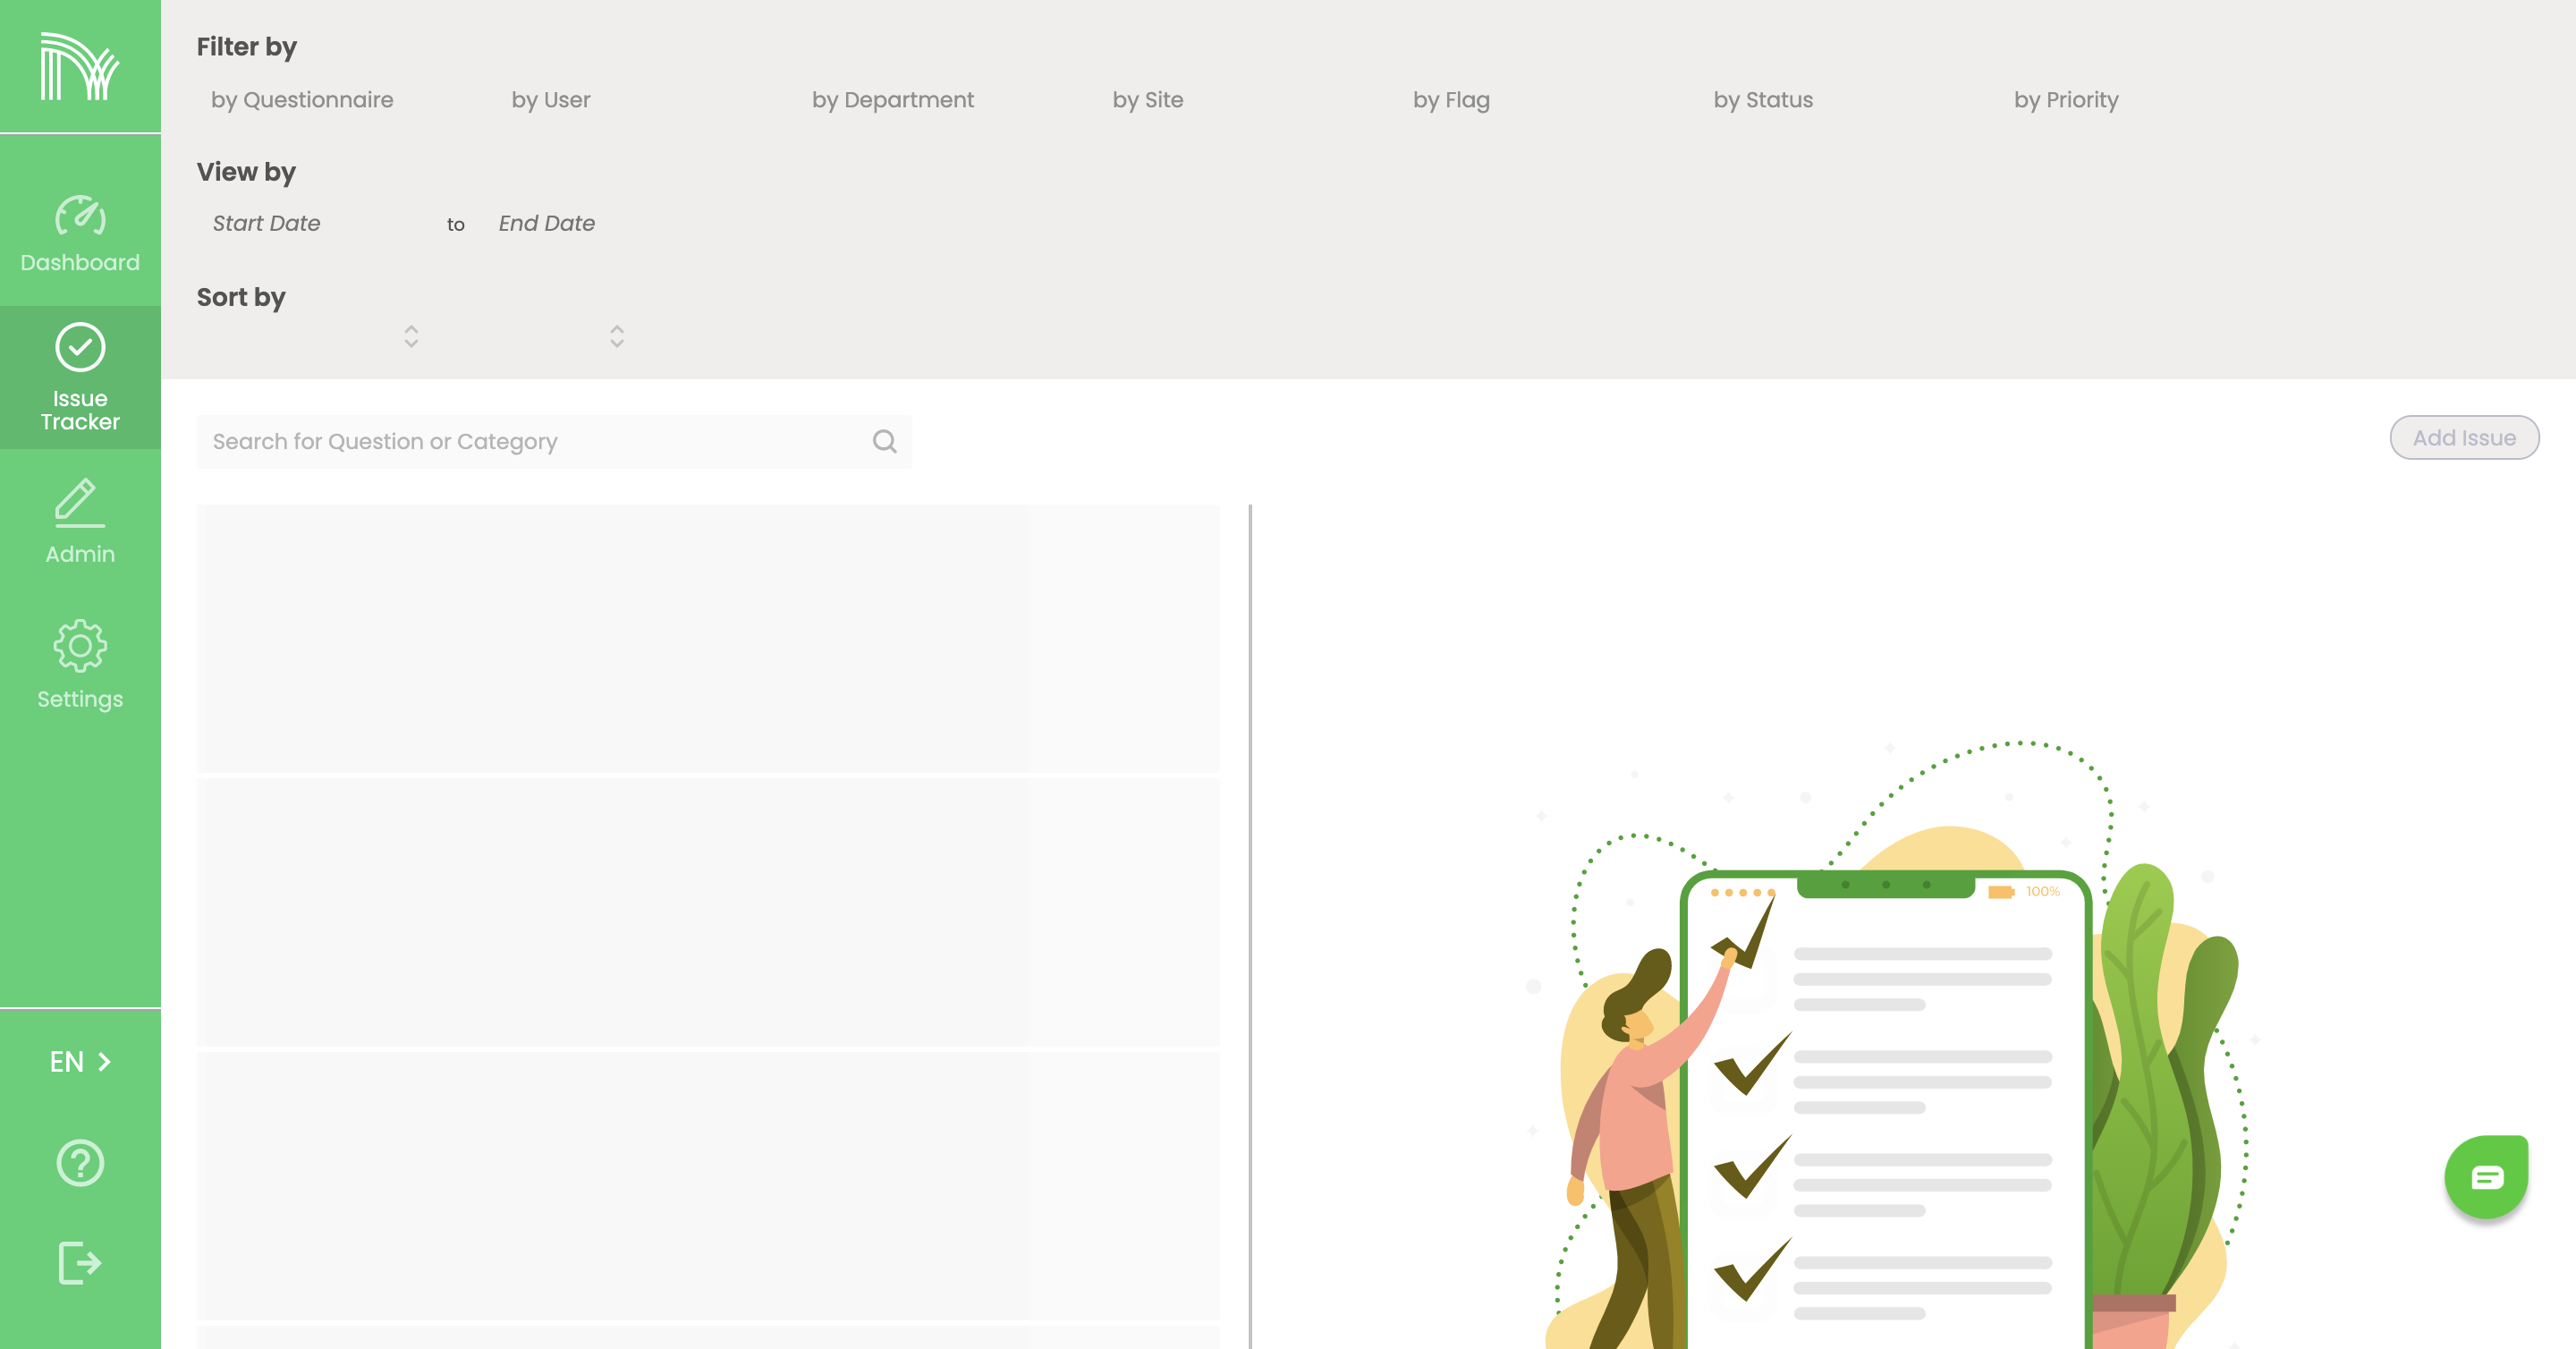 Filter by
by Questionnaire by User by Department by Site by Flag by Status by Priority
View by
Start Date to End Date
Sort by
Dashboard
Issue
Tracker
Admin
Settings
EN
Search for Question or Category
Add Issue
100%